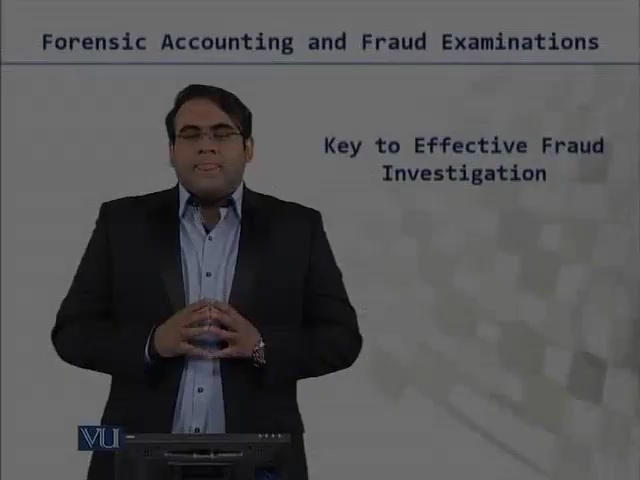 Forensic Accounting and Fraud Examinations
Key to Effective Fraud
Investigation
VU